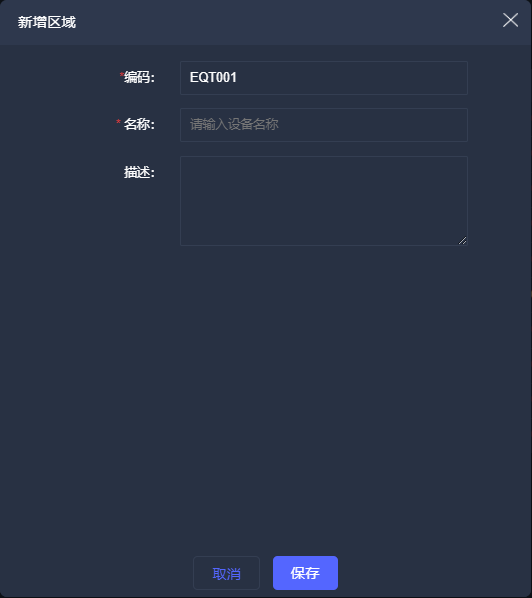 新增区域
*编码：
EQT001
* 名称：
请输入设备名称
描述：
取消
保存